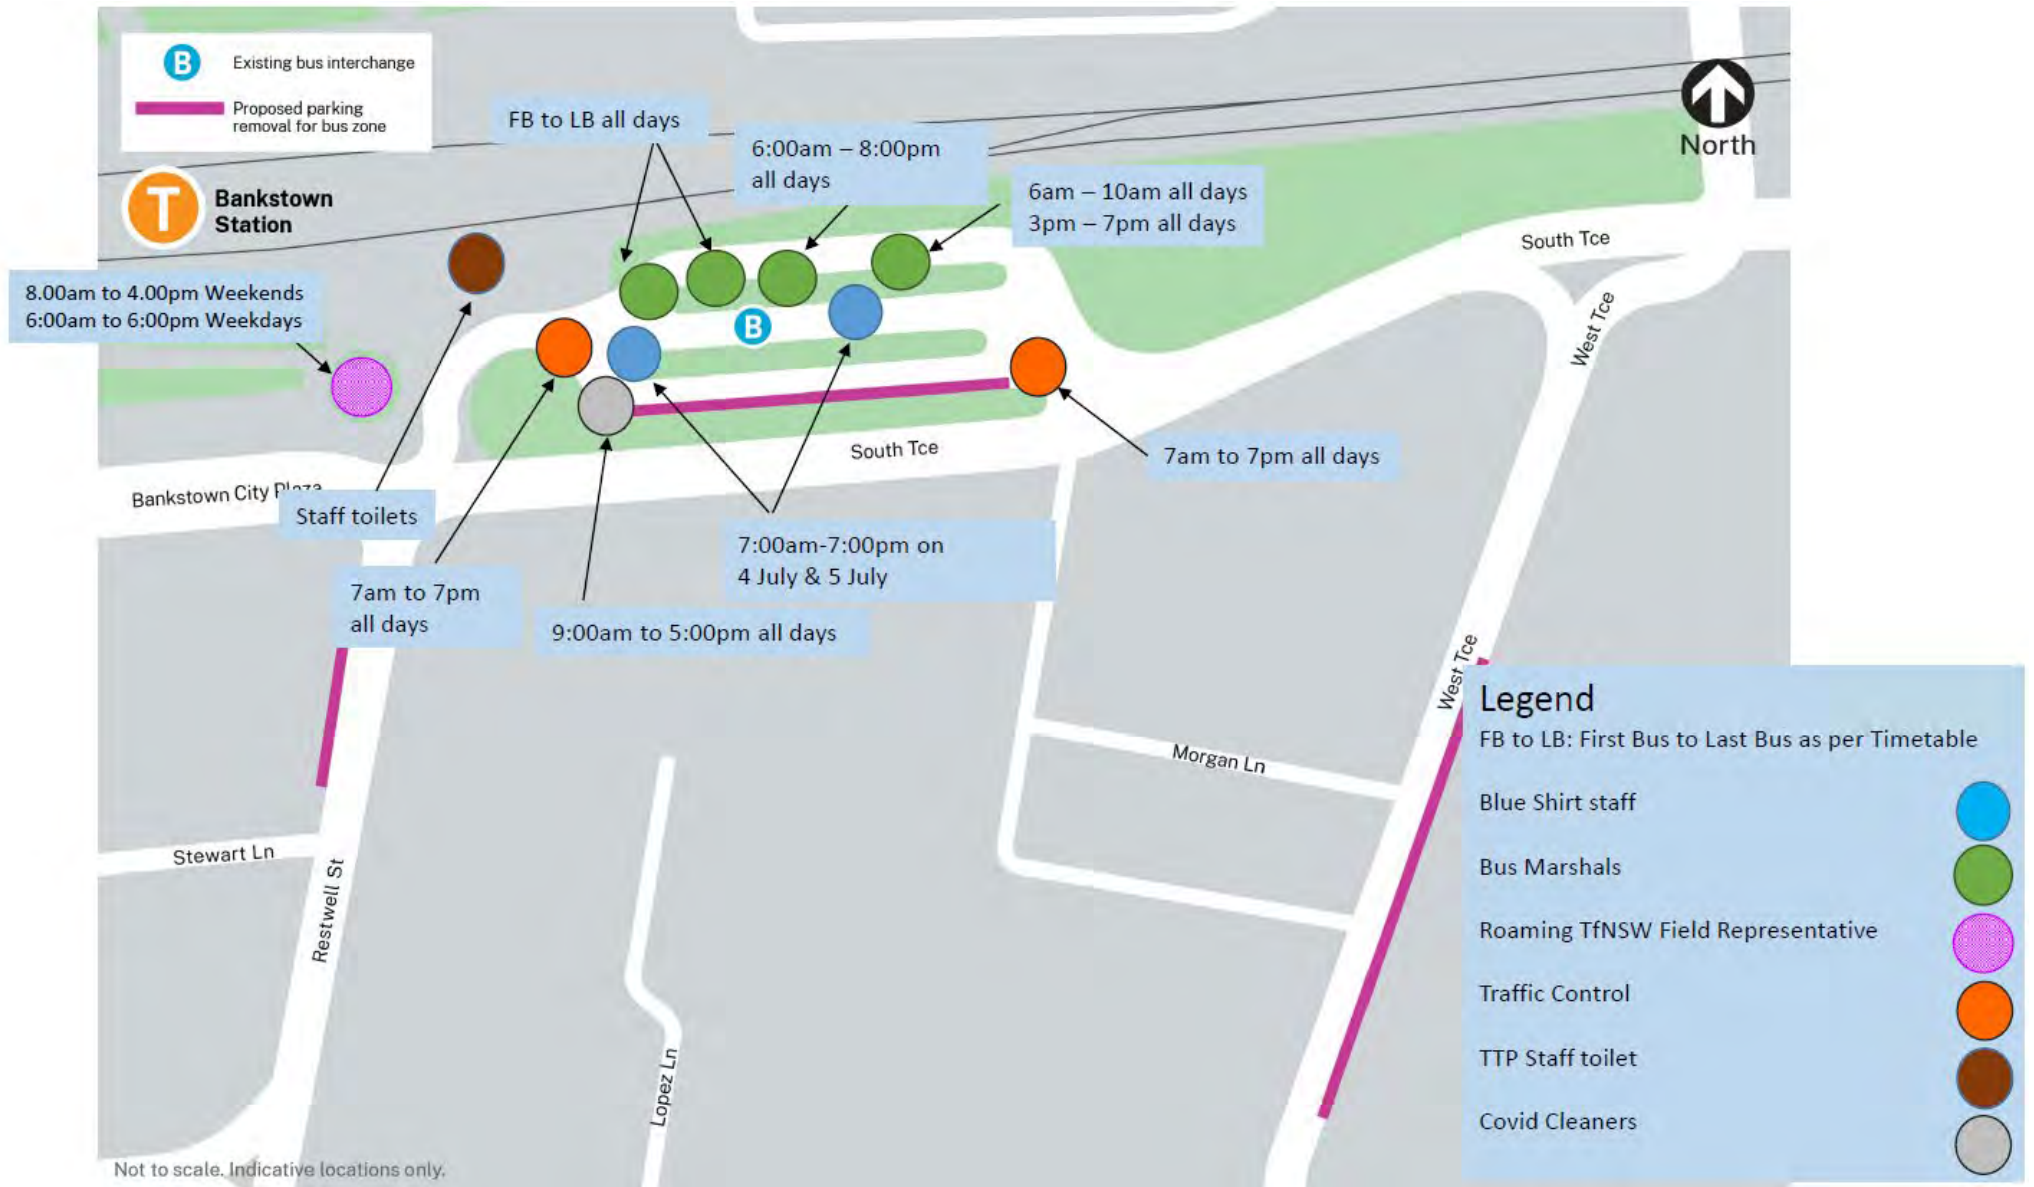 B
Existing bus interchange
Proposed parking
removal for bus zone
FB to LB all days
6:00am – 8:00pm
all days
6am – 10am all days
3pm – 7pm all days
North
T
Bankstown
Station
8.00am to 4.00pm Weekends
6:00am to 6:00pm Weekdays
B
South Tce
West Tce
South Tce
7am to 7pm all days
Bankstown City Plaza
Staff toilets
7:00am-7:00pm on
4 July & 5 July
7am to 7pm
all days
9:00am to 5:00pm all days
West Tce
Morgan Ln
Stewart Ln
Restwell St
Lopez Ln
Legend
FB to LB: First Bus to Last Bus as per Timetable
Blue Shirt staff
Bus Marshals
Roaming TfNSW Field Representative
Traffic Control
TTP Staff toilet
Covid Cleaners
Not to scale. Indicative locations only.